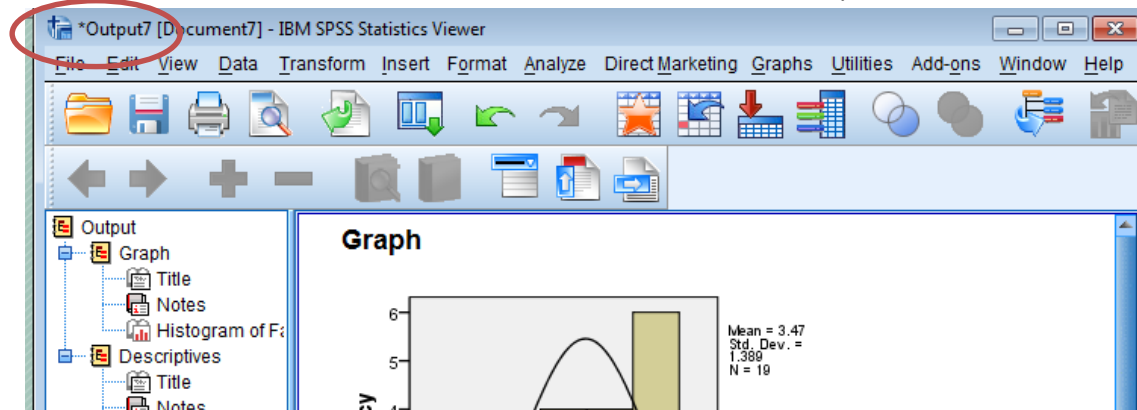 *Output7 [Document7] - IBM SPSS Statistics Viewer
File Edit View Data Transform Insert Format Analyze Direct Marketing Graphs Utilities Add-ons Window Help
Output
Graph
Title
Notes
Histogram of Fa
Descriptives
Title
Notes
Graph
6
5
4
Mean = 3.47
Std. Dev. =
1.389
N = 19